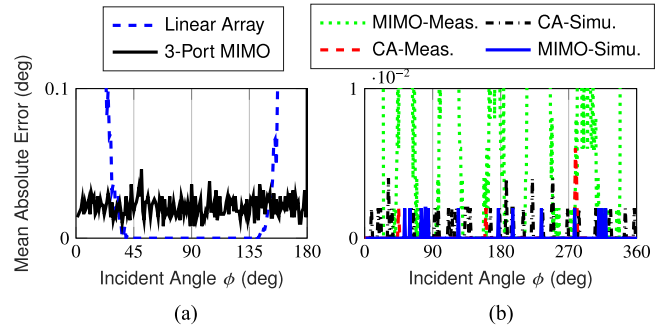 Linear Array
3-Port MIMO
MIMO-Meas.
CA-Simu.
CA-Meas.
MIMO-Simu.
Mean Absolute Error (deg)
0.1
0
0
45
90
135
180
Incident Angle ϕ (deg)
(a)
·10⁻²
1
0
0
90
180
270
360
Incident Angle ϕ (deg)
(b)